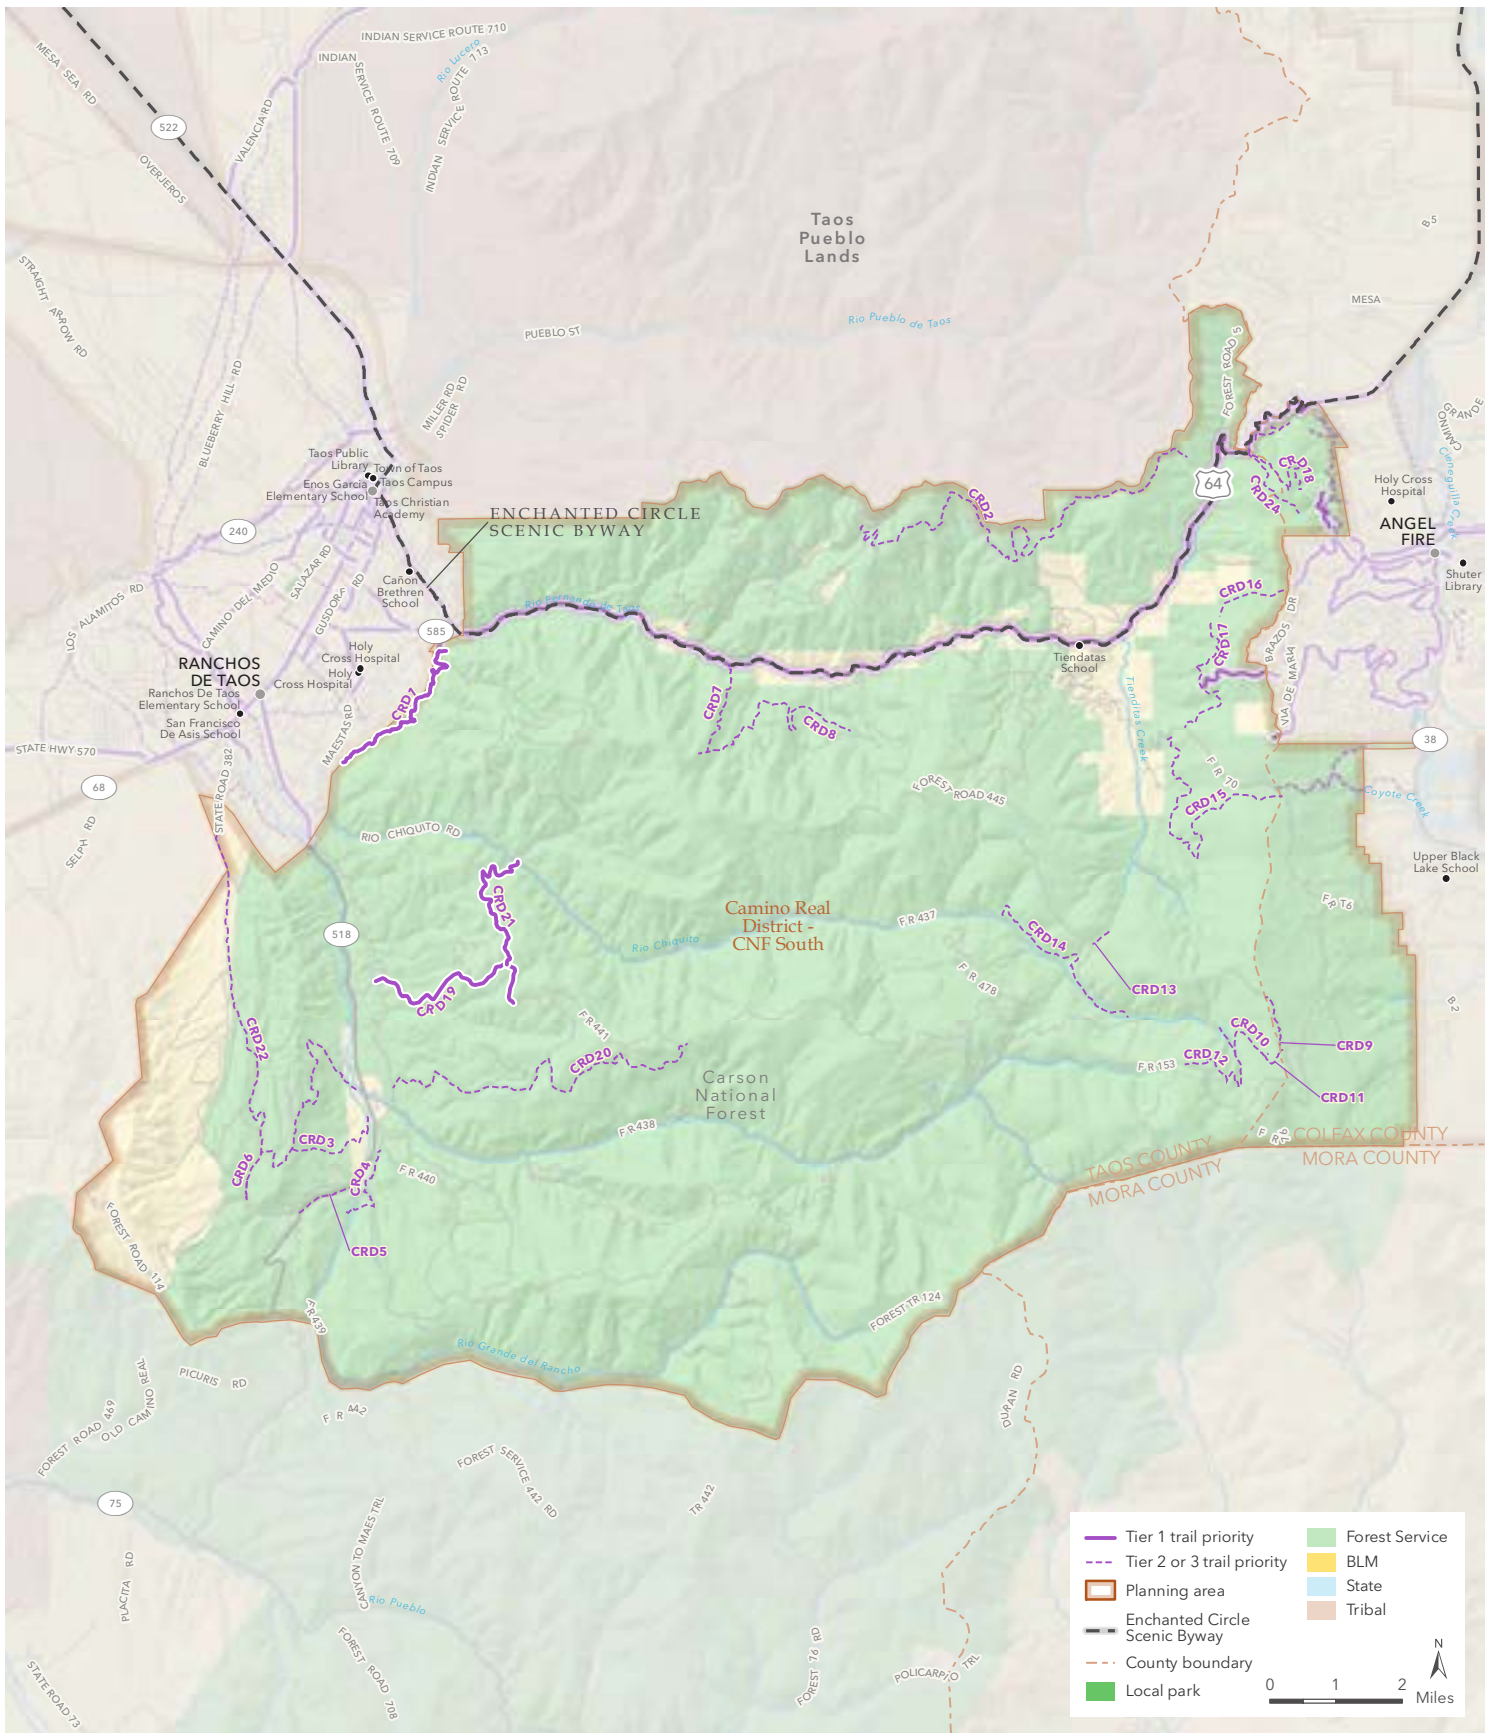 INDIAN SERVICE ROUTE 710
INDIAN SERVICE ROUTE 709
Rio Lucero
INDIAN SERVICE ROUTE 713
MESA SEA RD
522
VALENCIA RD
OVERJEROS
Taos
Pueblo
Lands
B 5
STRAIGHT ARROW RD
MESA
PUEBLO ST
Rio Pueblo de Taos
FOREST ROAD 5
BLUEBERRY HILL RD
MILLER RD
SPIDER RD
CAMINO GRANDE
Cieneguilla Creek
Taos Public
Library
Town of Taos
Taos Campus
Enos Garcia
Elementary School
Taos Christian
Academy
ENCHANTED CIRCLE
SCENIC BYWAY
CRD2
64
CRD18
CRD24
Holy Cross
Hospital
ANGEL
FIRE
240
Shuter
Library
Cañon
Brethren
School
LOS ALAMITOS RD
CAMINO DEL MEDIO
SALAZAR RD
GUSDORF RD
Rio Fernando de Taos
585
CRD16
CRD17
BRAZOS DR
VIA DE MARIA
Holy
Cross Hospital
Holy
Cross Hospital
Tiendatas
School
RANCHOS
DE TAOS
Ranchos De Taos
Elementary School
San Francisco
De Asis School
CRD1
CRD7
CRD8
Tienditas Creek
MAESTAS RD
STATE HWY 570
STATE ROAD 382
38
68
F R 70
FOREST ROAD 445
CRD15
Coyote Creek
SELPH RD
RIO CHIQUITO RD
Upper Black
Lake School
CRD21
F R T6
Camino Real
District -
CNF South
F R 437
518
Rio Chiquito
CRD14
F R 478
CRD13
CRD19
B 2
F R 441
CRD22
CRD20
CRD10
CRD9
CRD12
F R 153
Carson
National
Forest
CRD11
F R 438
CRD3
CRD6
CRD4
F R 440
F R 76
TAOS COUNTY
MORA COUNTY
COLFAX COUNTY
MORA COUNTY
FOREST ROAD 114
CRD5
F R 439
FOREST TR 124
Rio Grande del Rancho
PICURIS RD
OLD CAMINO REAL
FOREST ROAD 469
F R 442
DURAN RD
FOREST SERVICE 442 RD
TR 442
75
CANYON TO MAES TRL
PLACITA RD
Rio Pueblo
FOREST ROAD 708
FOREST 76 RD
POLICARPIO TRL
STATE ROAD 73
Tier 1 trail priority
Tier 2 or 3 trail priority
Planning area
Enchanted Circle
Scenic Byway
County boundary
Local park
Forest Service
BLM
State
Tribal
N
0 1 2
Miles